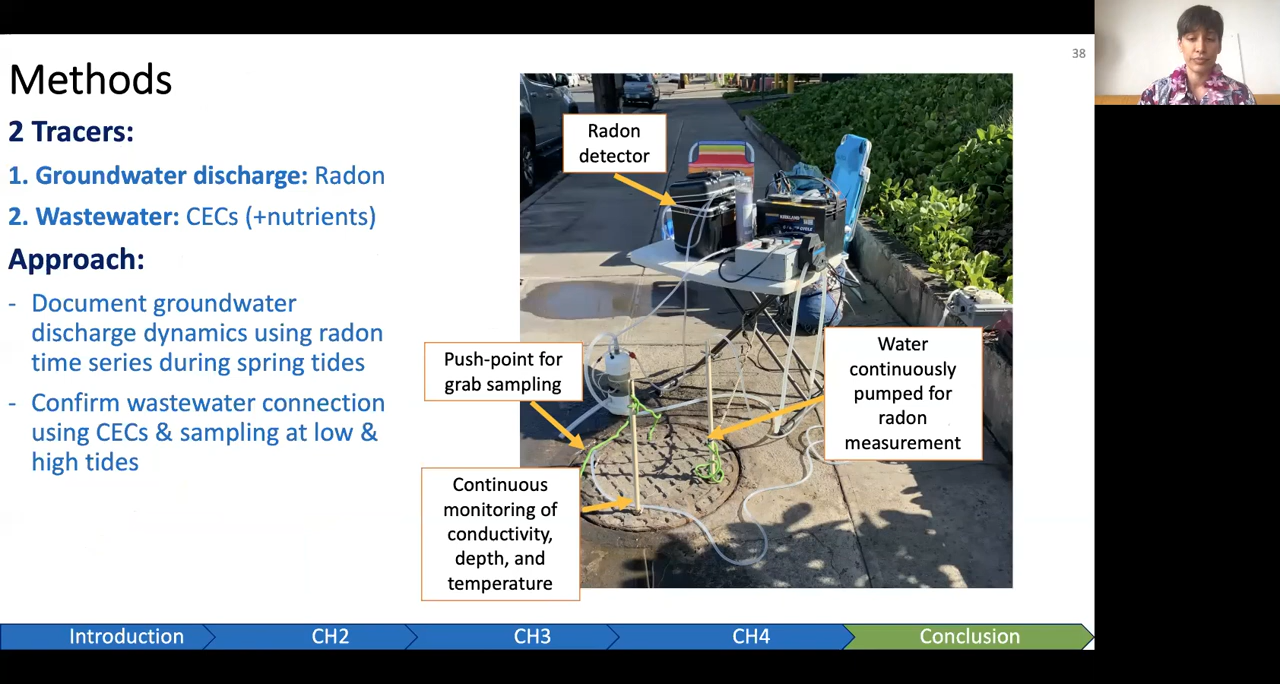 38
Methods
2 Tracers:
1. Groundwater discharge: Radon
2. Wastewater: CECs (+nutrients)
Approach:
- Document groundwater
discharge dynamics using radon
time series during spring tides
- Confirm wastewater connection
using CECs & sampling at low &
high tides
Radon
detector
KIRKLAND
Push-point for
grab sampling
Water
continuously
pumped for
radon
measurement
Continuous
monitoring of
conductivity,
depth, and
temperature
Introduction
CH2
CH3
CH4
Conclusion